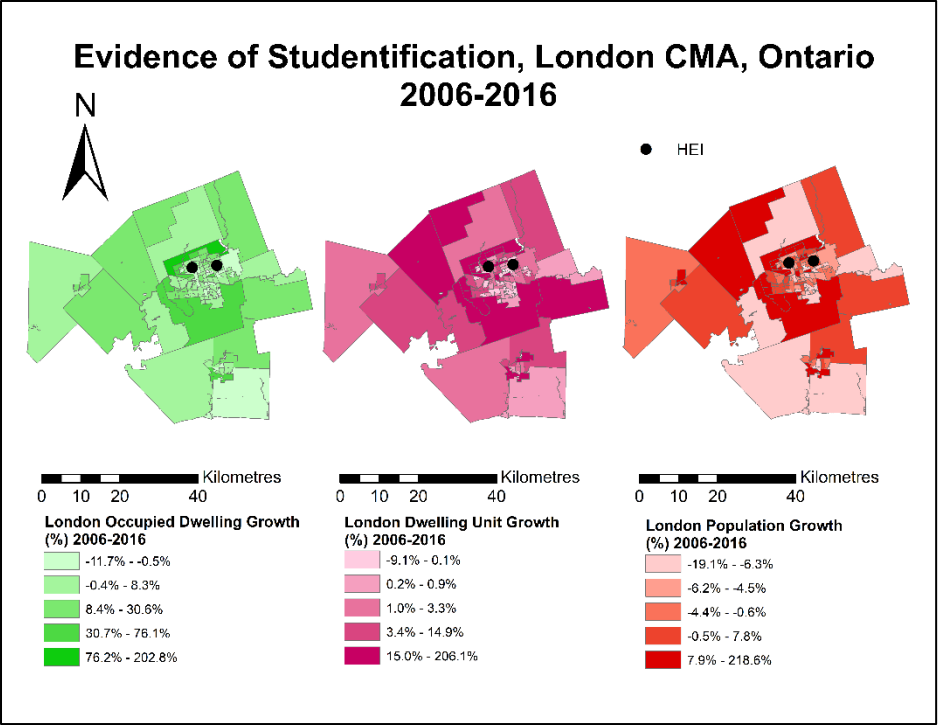 Evidence of Studentification, London CMA, Ontario
2006-2016
N
HEI
Kilometres
0 10 20 40
Kilometres
0 10 20 40
Kilometres
0 10 20 40
London Occupied Dwelling Growth
(%) 2006-2016
-11.7% - -0.5%
-0.4% - 8.3%
8.4% - 30.6%
30.7% - 76.1%
76.2% - 202.8%
London Dwelling Unit Growth
(%) 2006-2016
-9.1% - 0.1%
0.2% - 0.9%
1.0% - 3.3%
3.4% - 14.9%
15.0% - 206.1%
London Population Growth
(%) 2006-2016
-19.1% - -6.3%
-6.2% - -4.5%
-4.4% - -0.6%
-0.5% - 7.8%
7.9% - 218.6%